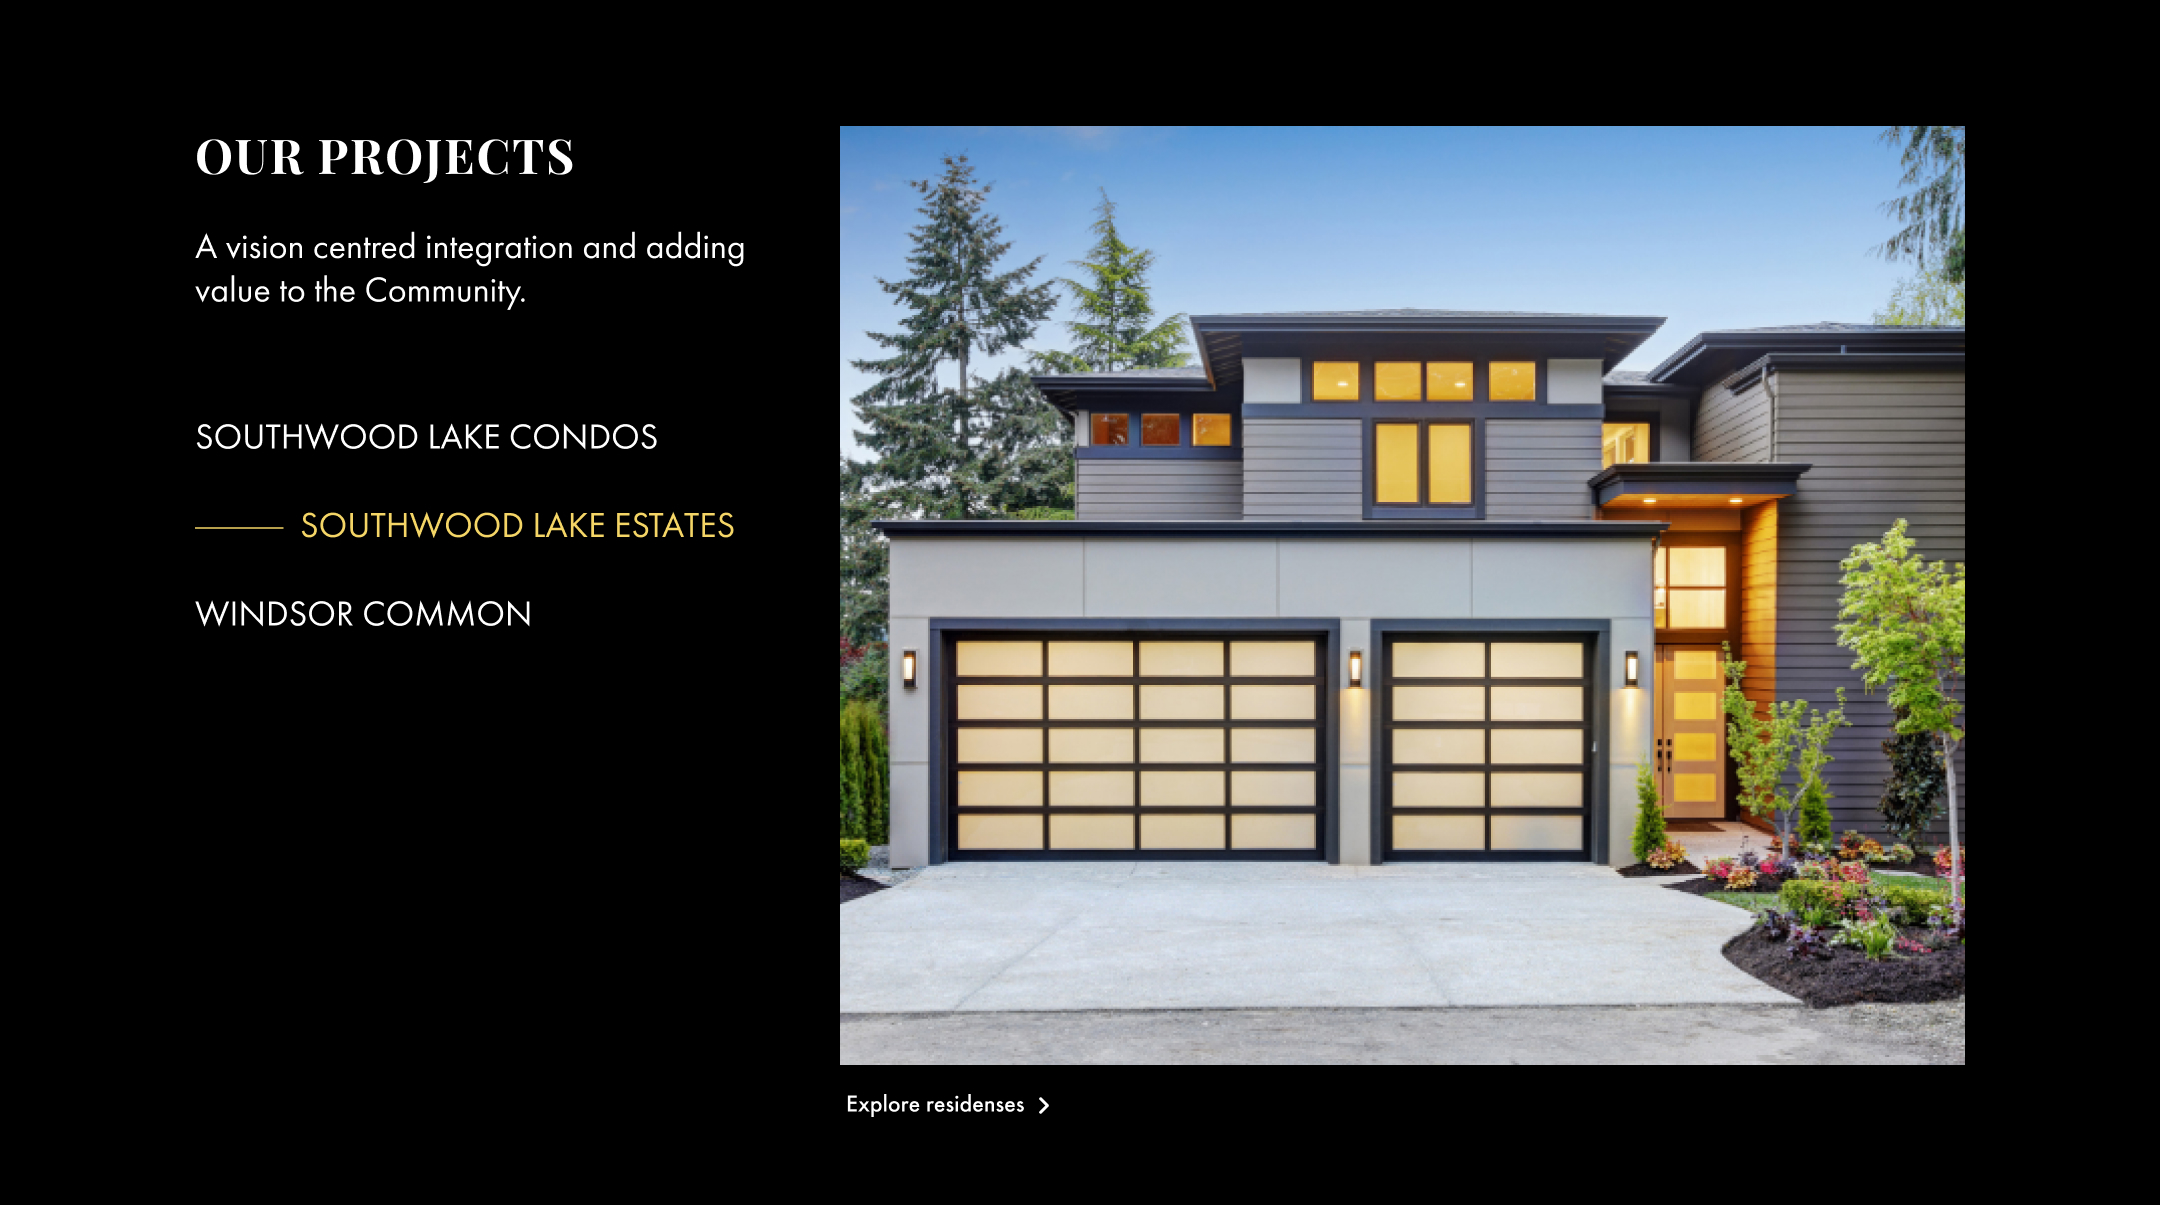 OUR PROJECTS
A vision centred integration and adding
value to the Community.
SOUTHWOOD LAKE CONDOS
SOUTHWOOD LAKE ESTATES
WINDSOR COMMON
Explore residenses